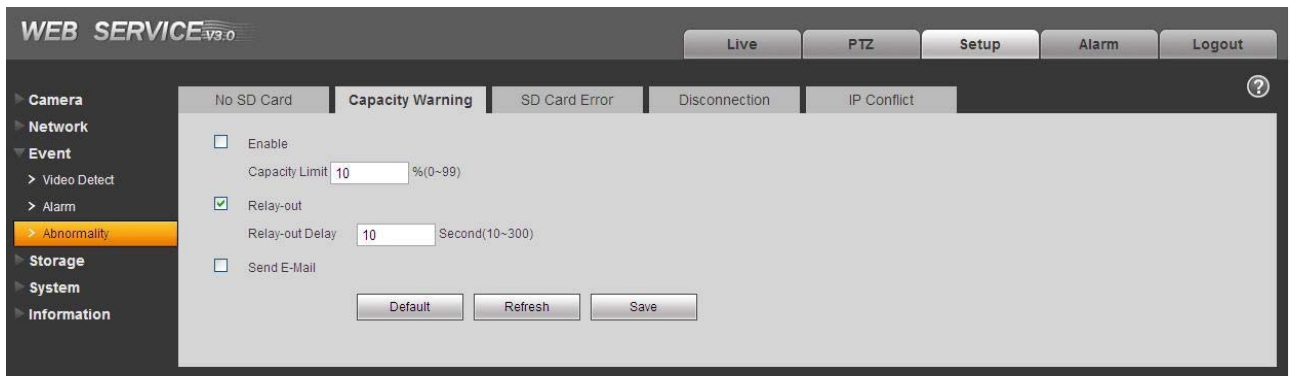 WEB SERVICE V3.0
Live PTZ Setup Alarm Logout
?
No SD Card Capacity Warning SD Card Error Disconnection IP Conflict
Camera
Network
Event
> Video Detect
> Alarm
> Abnormality
Storage
System
Information
Enable
Capacity Limit 10 %(0~99)
Relay-out
Relay-out Delay 10 Second(10~300)
Send E-Mail
Default Refresh Save